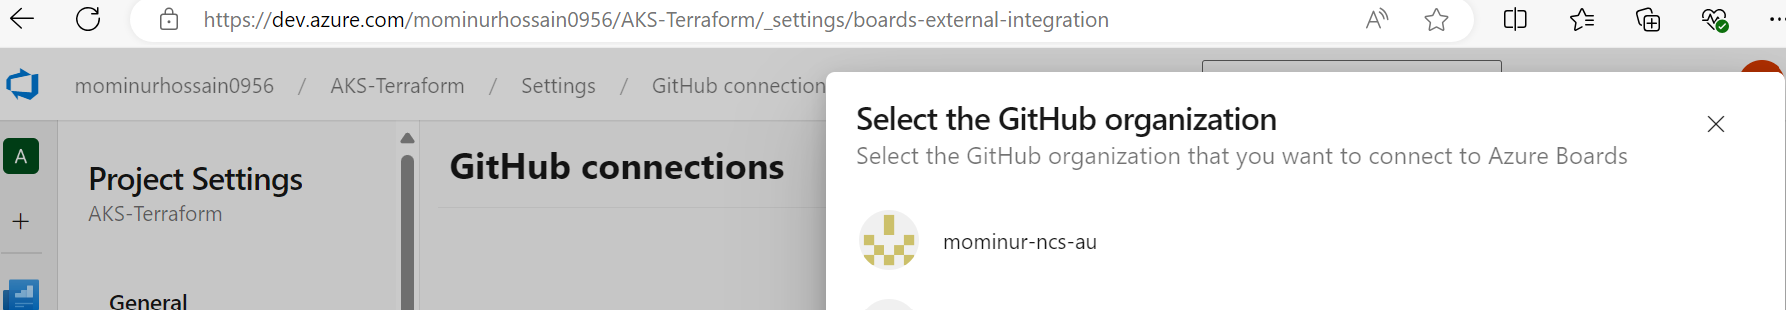 https://dev.azure.com/mominurhossain0956/AKS-Terraform/_settings/boards-external-integration
mominurhossain0956 / AKS-Terraform / Settings / GitHub connection
A
Project Settings
AKS-Terraform
General
GitHub connections
Select the GitHub organization
Select the GitHub organization that you want to connect to Azure Boards
mominur-ncs-au